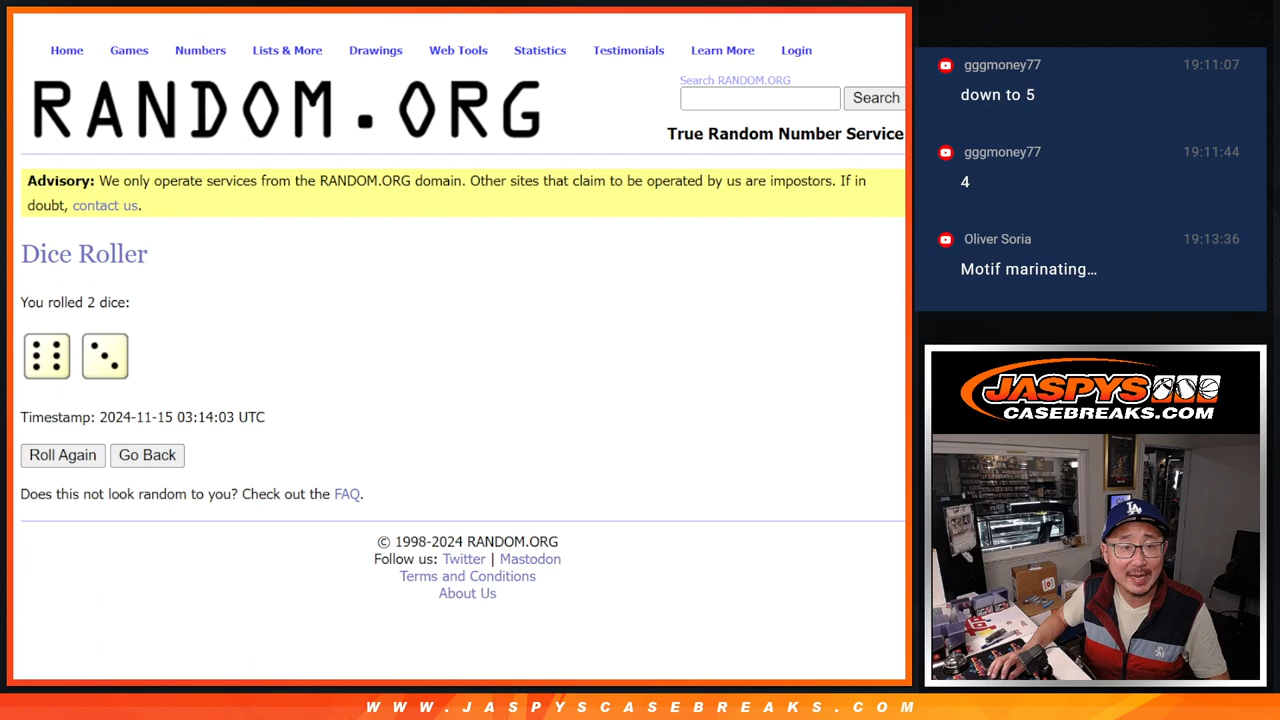 Home Games Numbers Lists & More Drawings Web Tools Statistics Testimonials Learn More Login
RANDOM.ORG
Search RANDOM.ORG
Search
True Random Number Service
Advisory: We only operate services from the RANDOM.ORG domain. Other sites that claim to be operated by us are impostors. If in
doubt, contact us.
Dice Roller
You rolled 2 dice:
Timestamp: 2024-11-15 03:14:03 UTC
Roll Again Go Back
Does this not look random to you? Check out the FAQ.
© 1998-2024 RANDOM.ORG
Follow us: Twitter | Mastodon
Terms and Conditions
About Us
gggmoney77 19:11:07
down to 5
gggmoney77 19:11:44
4
Oliver Soria 19:13:36
Motif marinating…
JASPYS
CASEBREAKS.COM
LA
WWW.JASPYSCASEBREAKS.COM